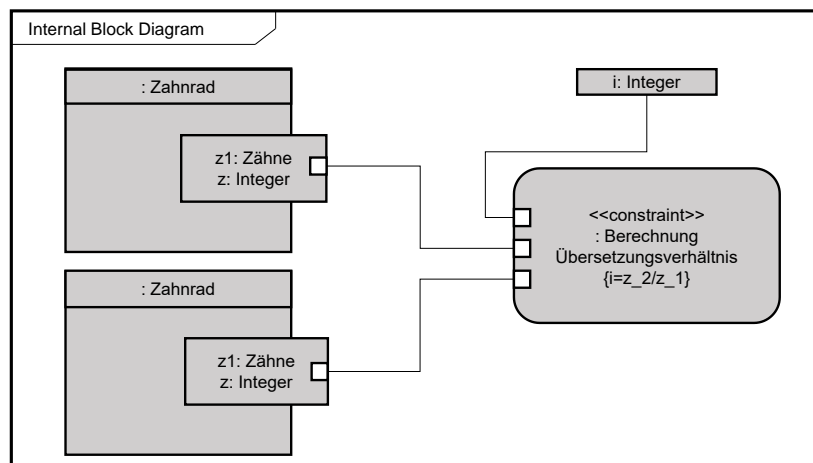 Internal Block Diagram
: Zahnrad
i: Integer
z1: Zähne
z: Integer
<<constraint>>
: Berechnung
Übersetzungsverhältnis
{i=z_2/z_1}
: Zahnrad
z1: Zähne
z: Integer